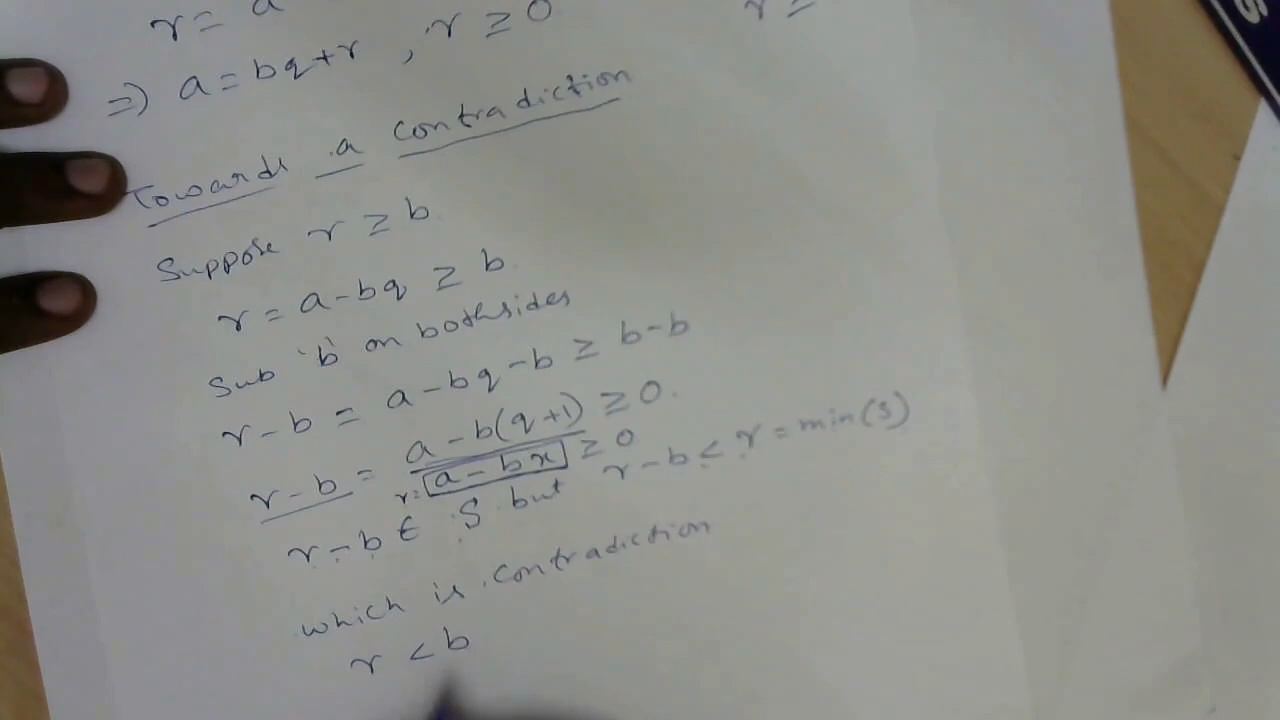 r = a
r =
⇒) a = bq + r , r ≥ 0
Towards a contradiction
Suppose r ≥ b
r = a - bq ≥ b
Sub 'b' on bothsides
r - b = a - bq - b ≥ b - b
r - b = a - b(q + 1) ≥ 0.
r = a - bx ≥ 0
r - b ∈ S but r - b < r = min(S)
which is contradiction
r < b
S